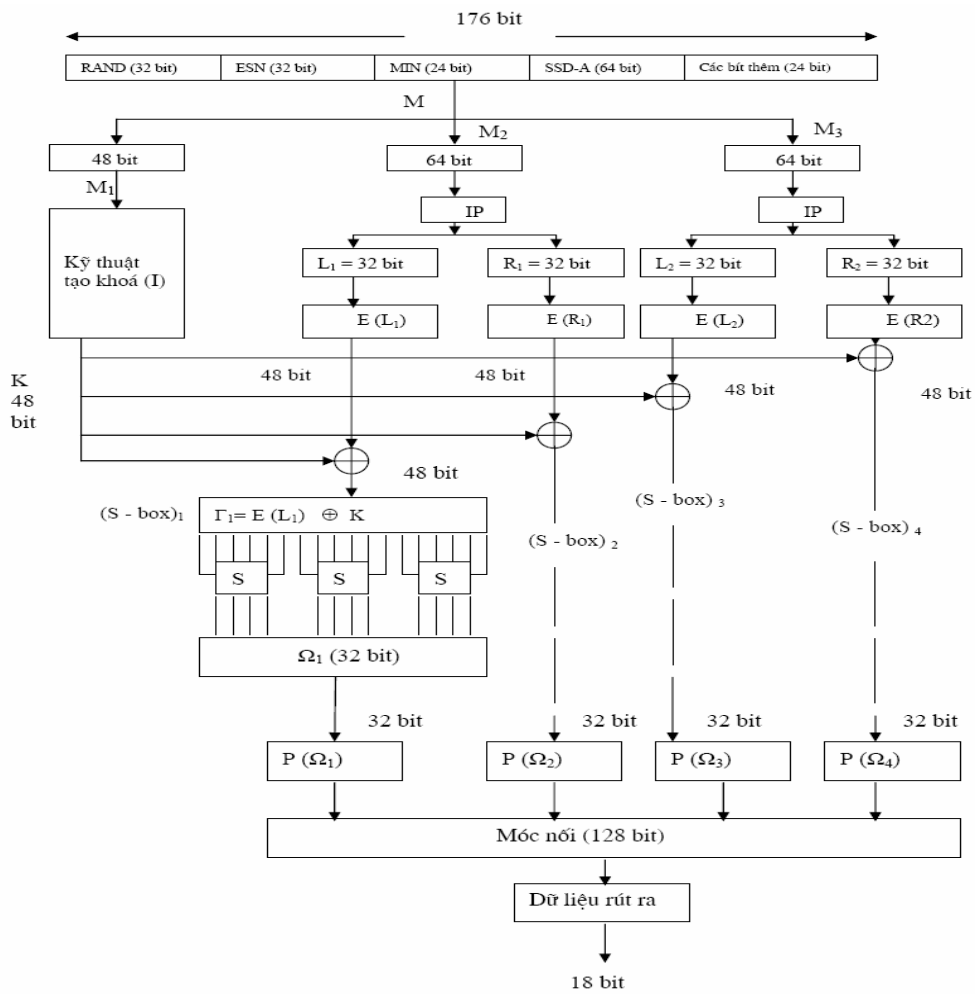 176 bit
RAND (32 bit) ESN (32 bit) MIN (24 bit) SSD-A (64 bit) Các bít thêm (24 bit)
M
M₂ M₃
48 bit 64 bit 64 bit
M₁
IP IP
Kỹ thuật
tạo khoá (I)
L₁ = 32 bit R₁ = 32 bit L₂ = 32 bit R₂ = 32 bit
E (L₁) E (R₁) E (L₂) E (R2)
K
48
bit
48 bit 48 bit 48 bit 48 bit
48 bit
(S - box)₁ Γ₁= E (L₁) ⊕ K
(S - box) ₂ (S - box) ₃ (S - box) ₄
S S S
Ω₁ (32 bit)
32 bit 32 bit 32 bit 32 bit
P (Ω₁) P (Ω₂) P (Ω₃) P (Ω₄)
Móc nối (128 bit)
Dữ liệu rút ra
18 bit